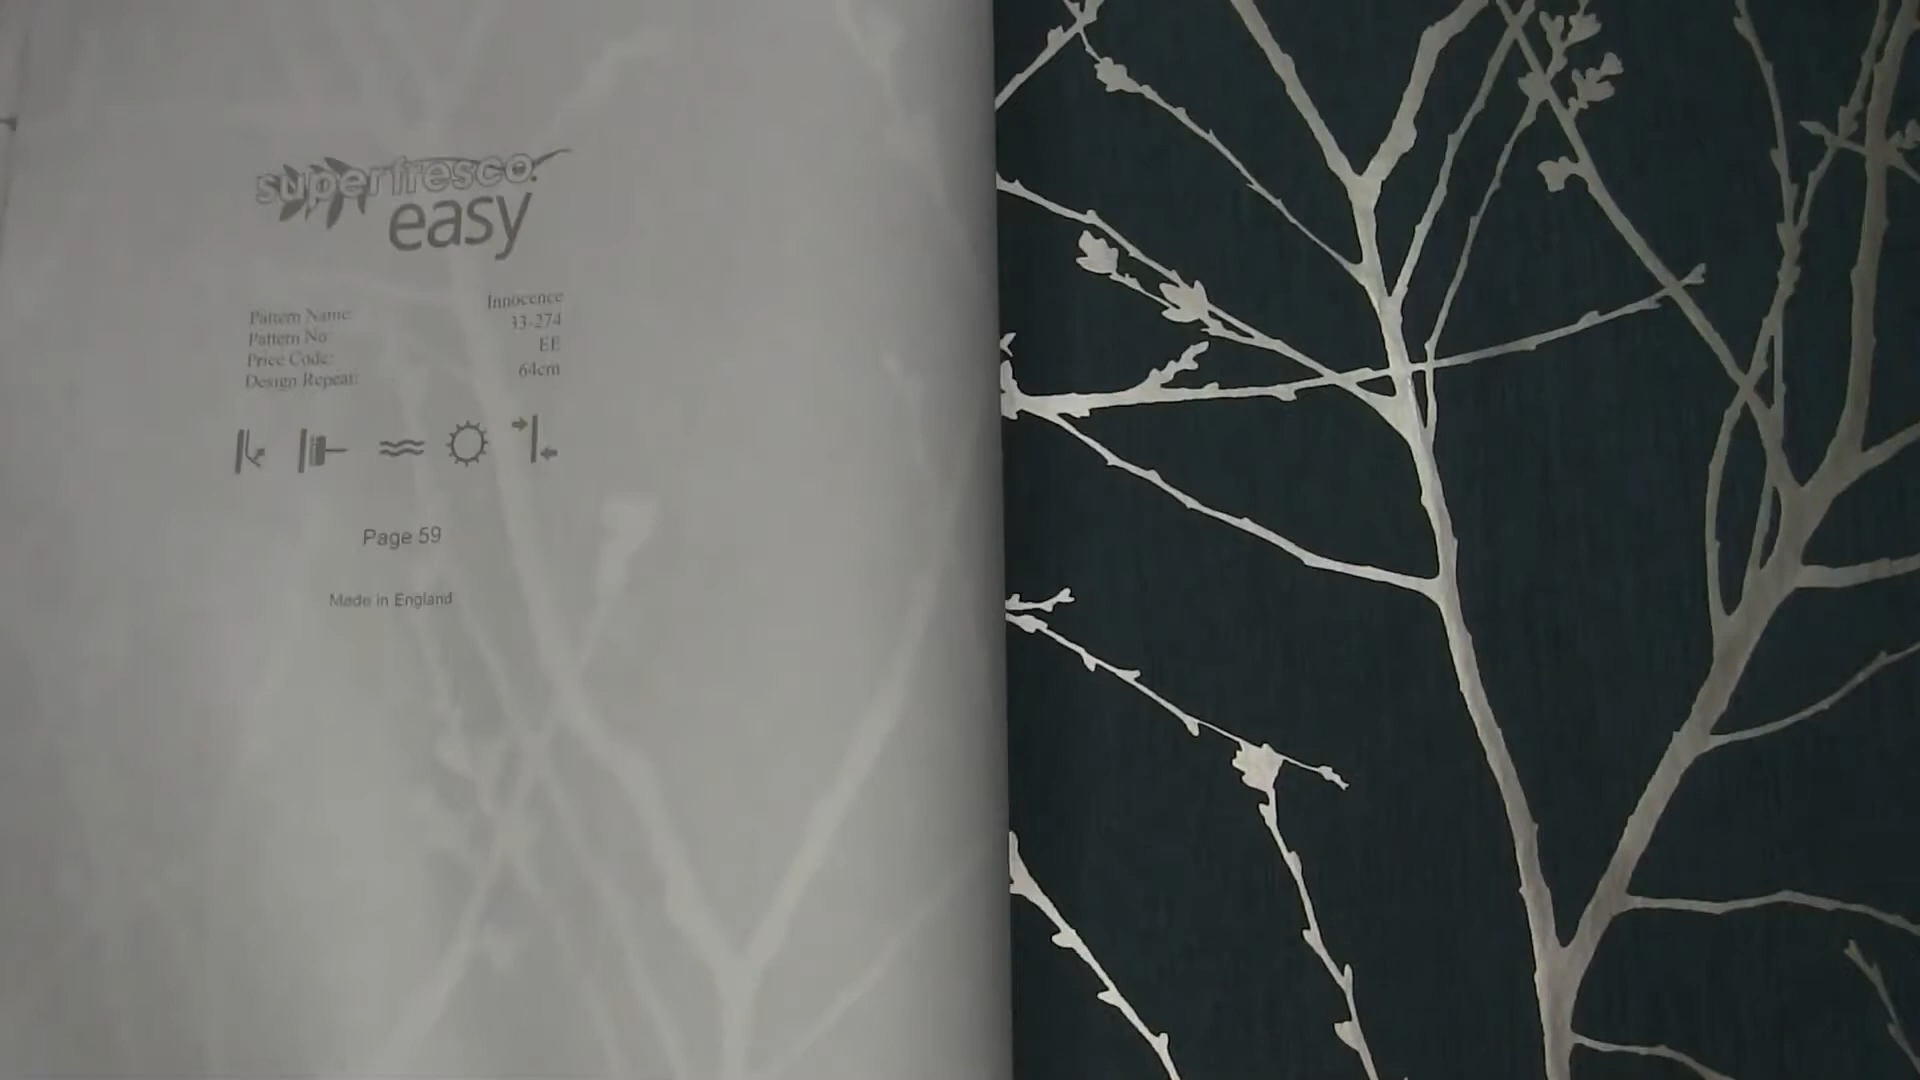 superfresco
easy
Pattern Name: Innocence
Pattern No: 33-274
Price Code: EE
Design Repeat: 64cm
Page 59
Made in England